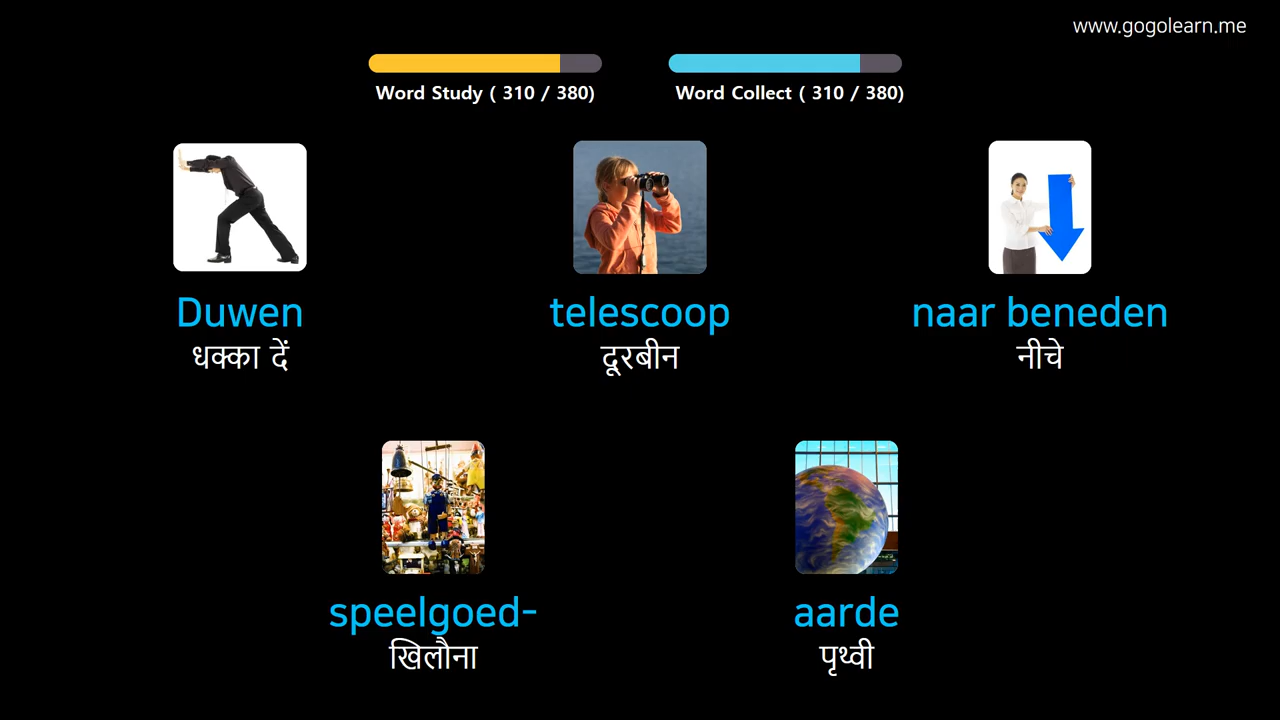 www.gogolearn.me
Word Study ( 310 / 380)
Word Collect ( 310 / 380)
Duwen
धक्का दें
telescoop
दूरबीन
naar beneden
नीचे
speelgoed-
खिलौना
aarde
पृथ्वी